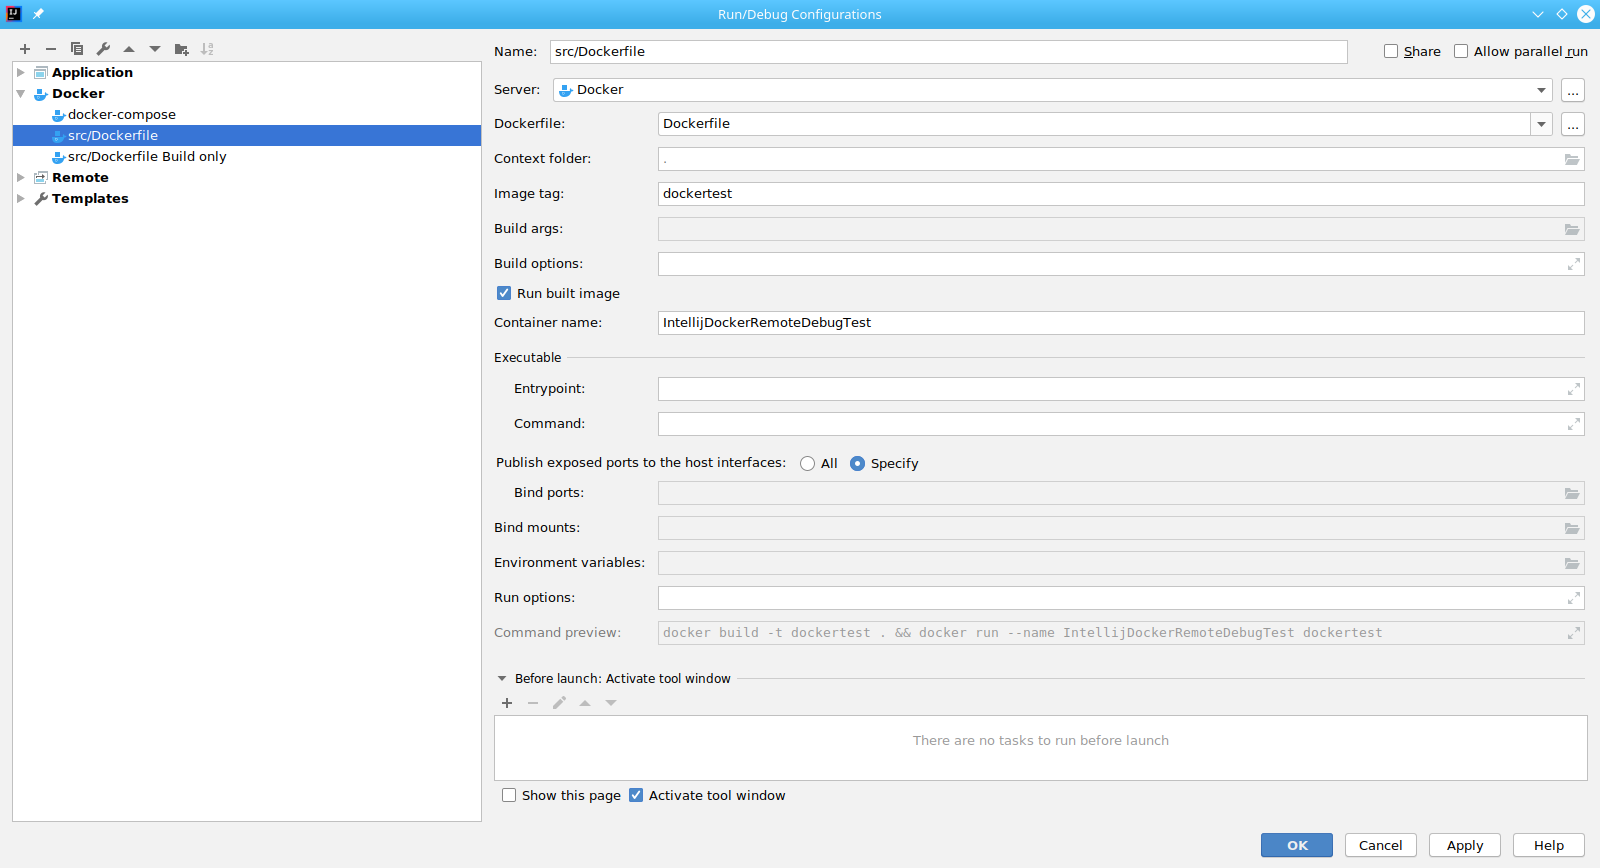 Run/Debug Configurations
Application
Docker
docker-compose
src/Dockerfile
src/Dockerfile Build only
Remote
Templates
Name: src/Dockerfile Share Allow parallel run
Server: Docker ...
Dockerfile: Dockerfile ...
Context folder: .
Image tag: dockertest
Build args:
Build options:
Run built image
Container name: IntellijDockerRemoteDebugTest
Executable
Entrypoint:
Command:
Publish exposed ports to the host interfaces: All Specify
Bind ports:
Bind mounts:
Environment variables:
Run options:
Command preview: docker build -t dockertest . && docker run --name IntellijDockerRemoteDebugTest dockertest
Before launch: Activate tool window
There are no tasks to run before launch
Show this page Activate tool window
OK Cancel Apply Help